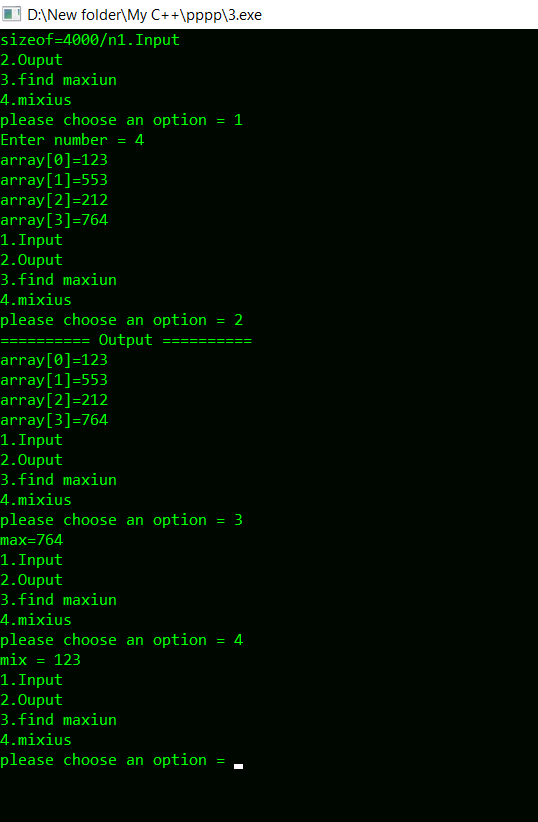 D:\New folder\My C++\pppp\3.exe
sizeof=4000/n1.Input
2.Ouput
3.find maxiun
4.mixius
please choose an option = 1
Enter number = 4
array[0]=123
array[1]=553
array[2]=212
array[3]=764
1.Input
2.Ouput
3.find maxiun
4.mixius
please choose an option = 2
========== Output ==========
array[0]=123
array[1]=553
array[2]=212
array[3]=764
1.Input
2.Ouput
3.find maxiun
4.mixius
please choose an option = 3
max=764
1.Input
2.Ouput
3.find maxiun
4.mixius
please choose an option = 4
mix = 123
1.Input
2.Ouput
3.find maxiun
4.mixius
please choose an option =